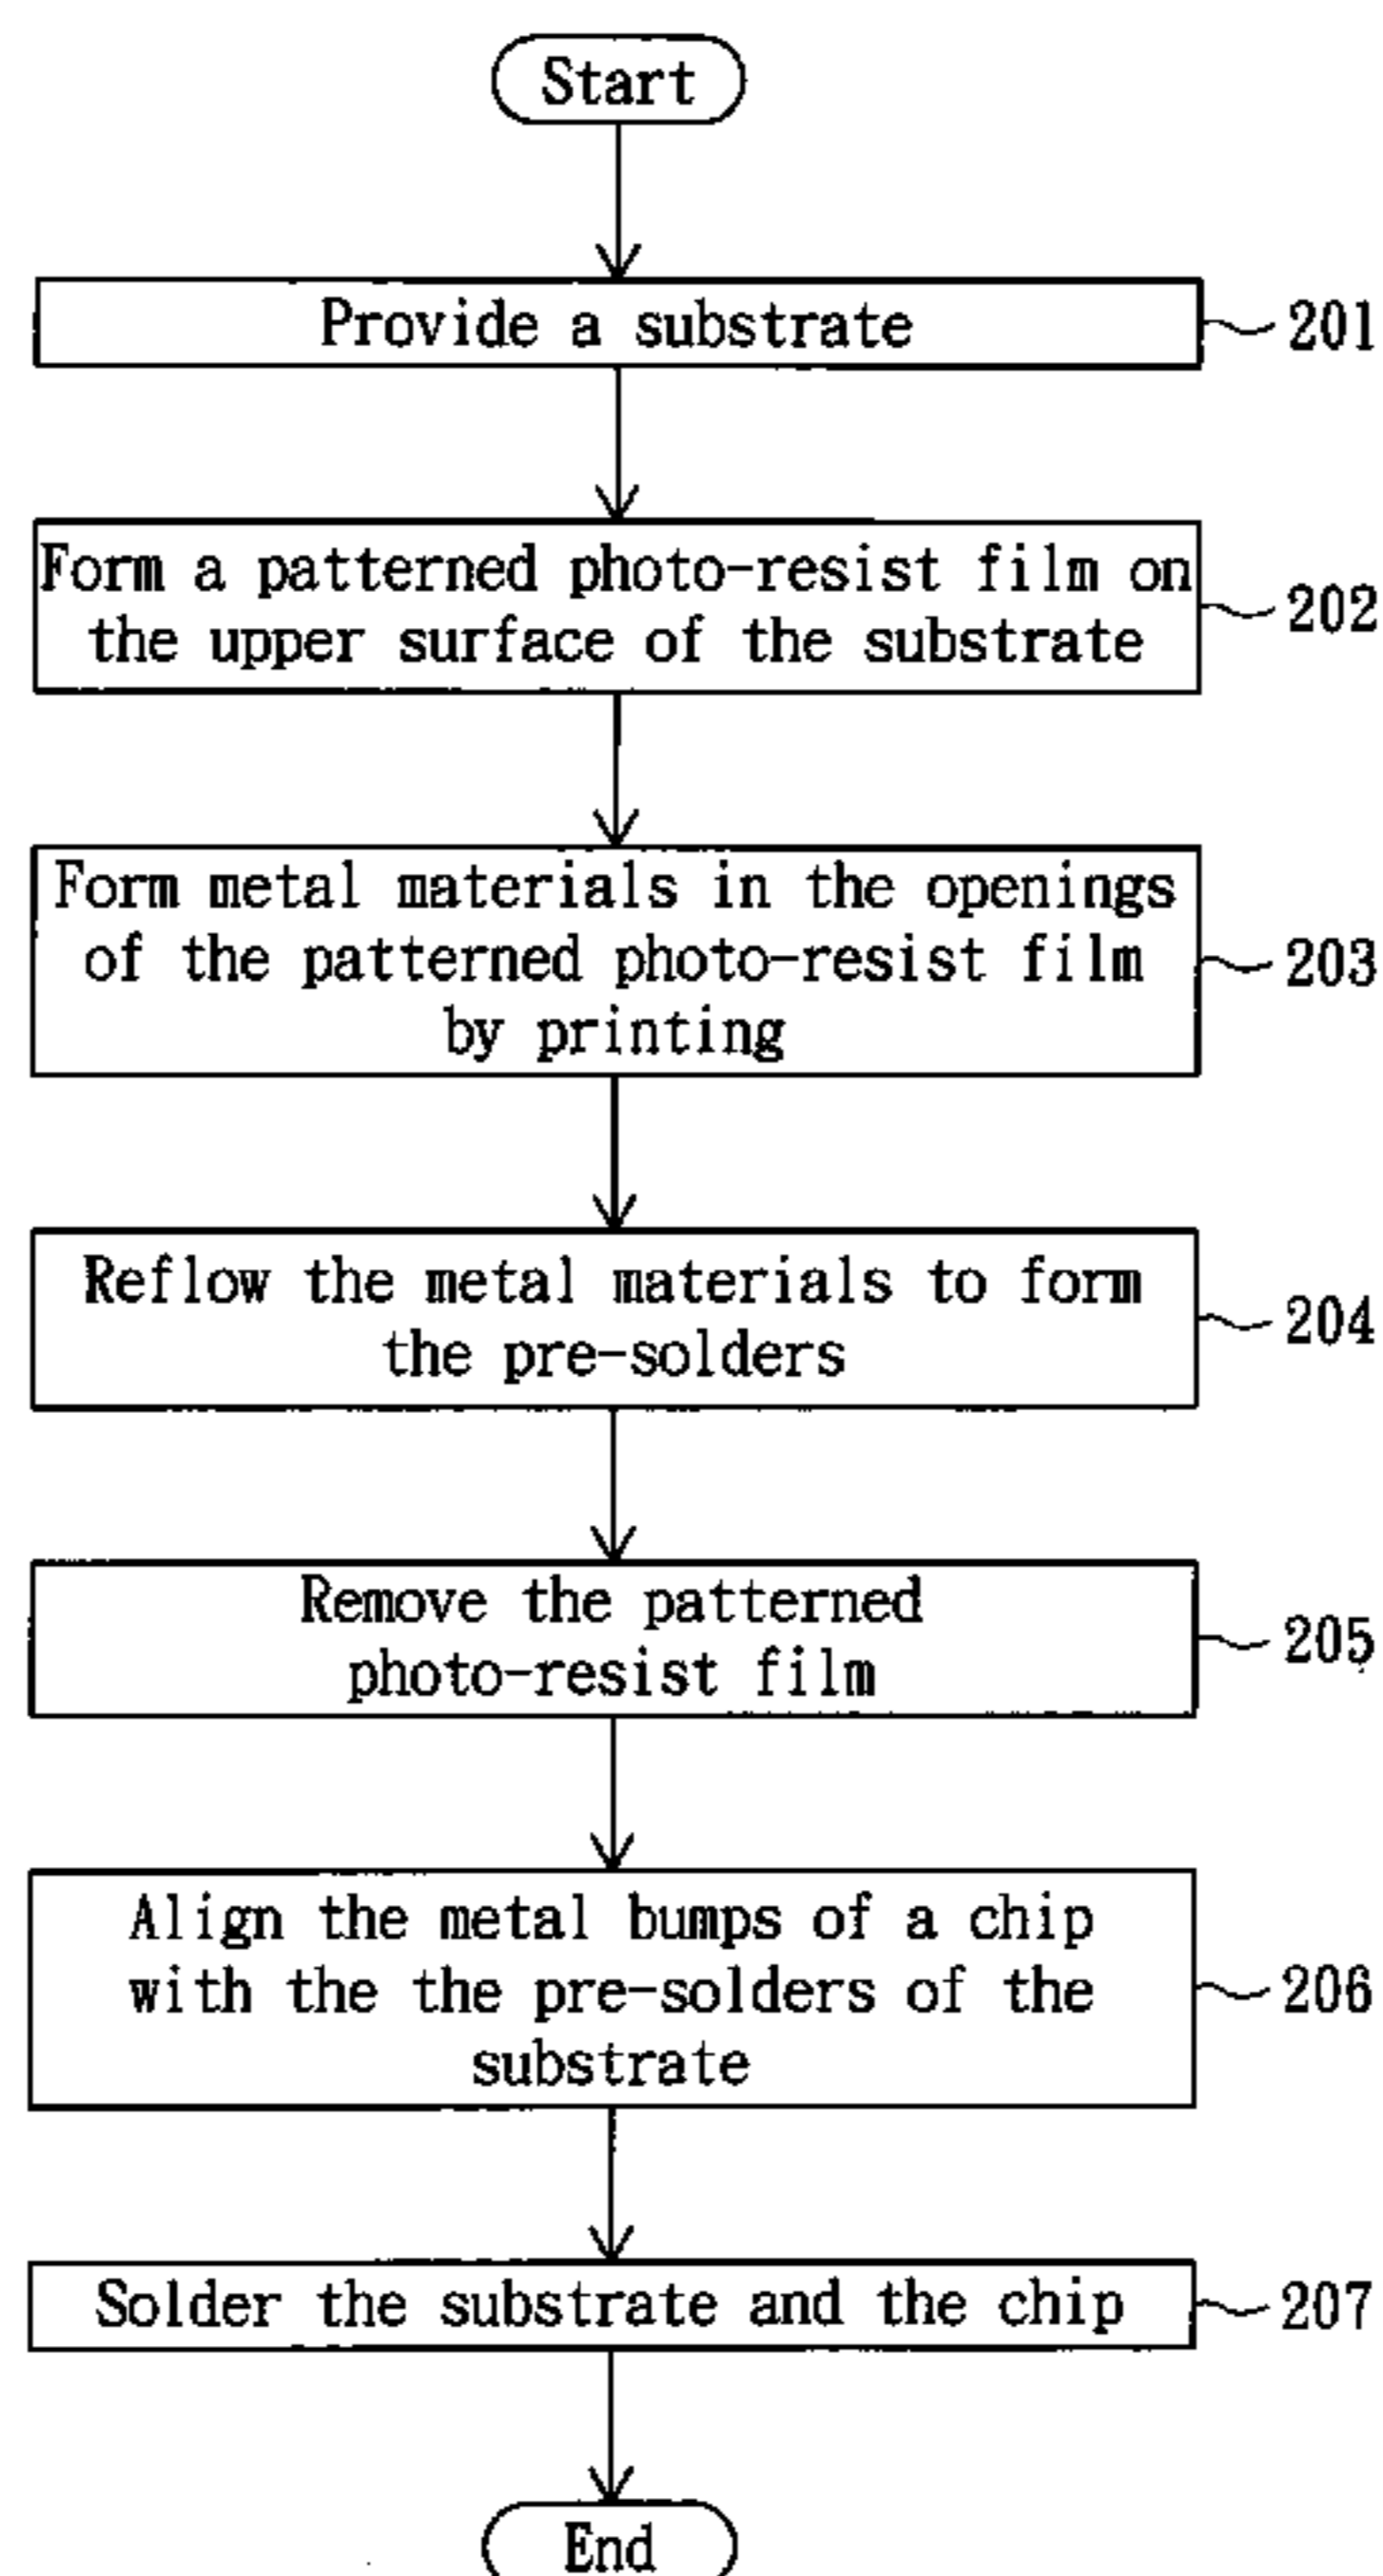 Start
Provide a substrate
201
Form a patterned photo-resist film on
the upper surface of the substrate
202
Form metal materials in the openings
of the patterned photo-resist film
by printing
203
Reflow the metal materials to form
the pre-solders
204
Remove the patterned
photo-resist film
205
Align the metal bumps of a chip
with the the pre-solders of the
substrate
206
Solder the substrate and the chip
207
End